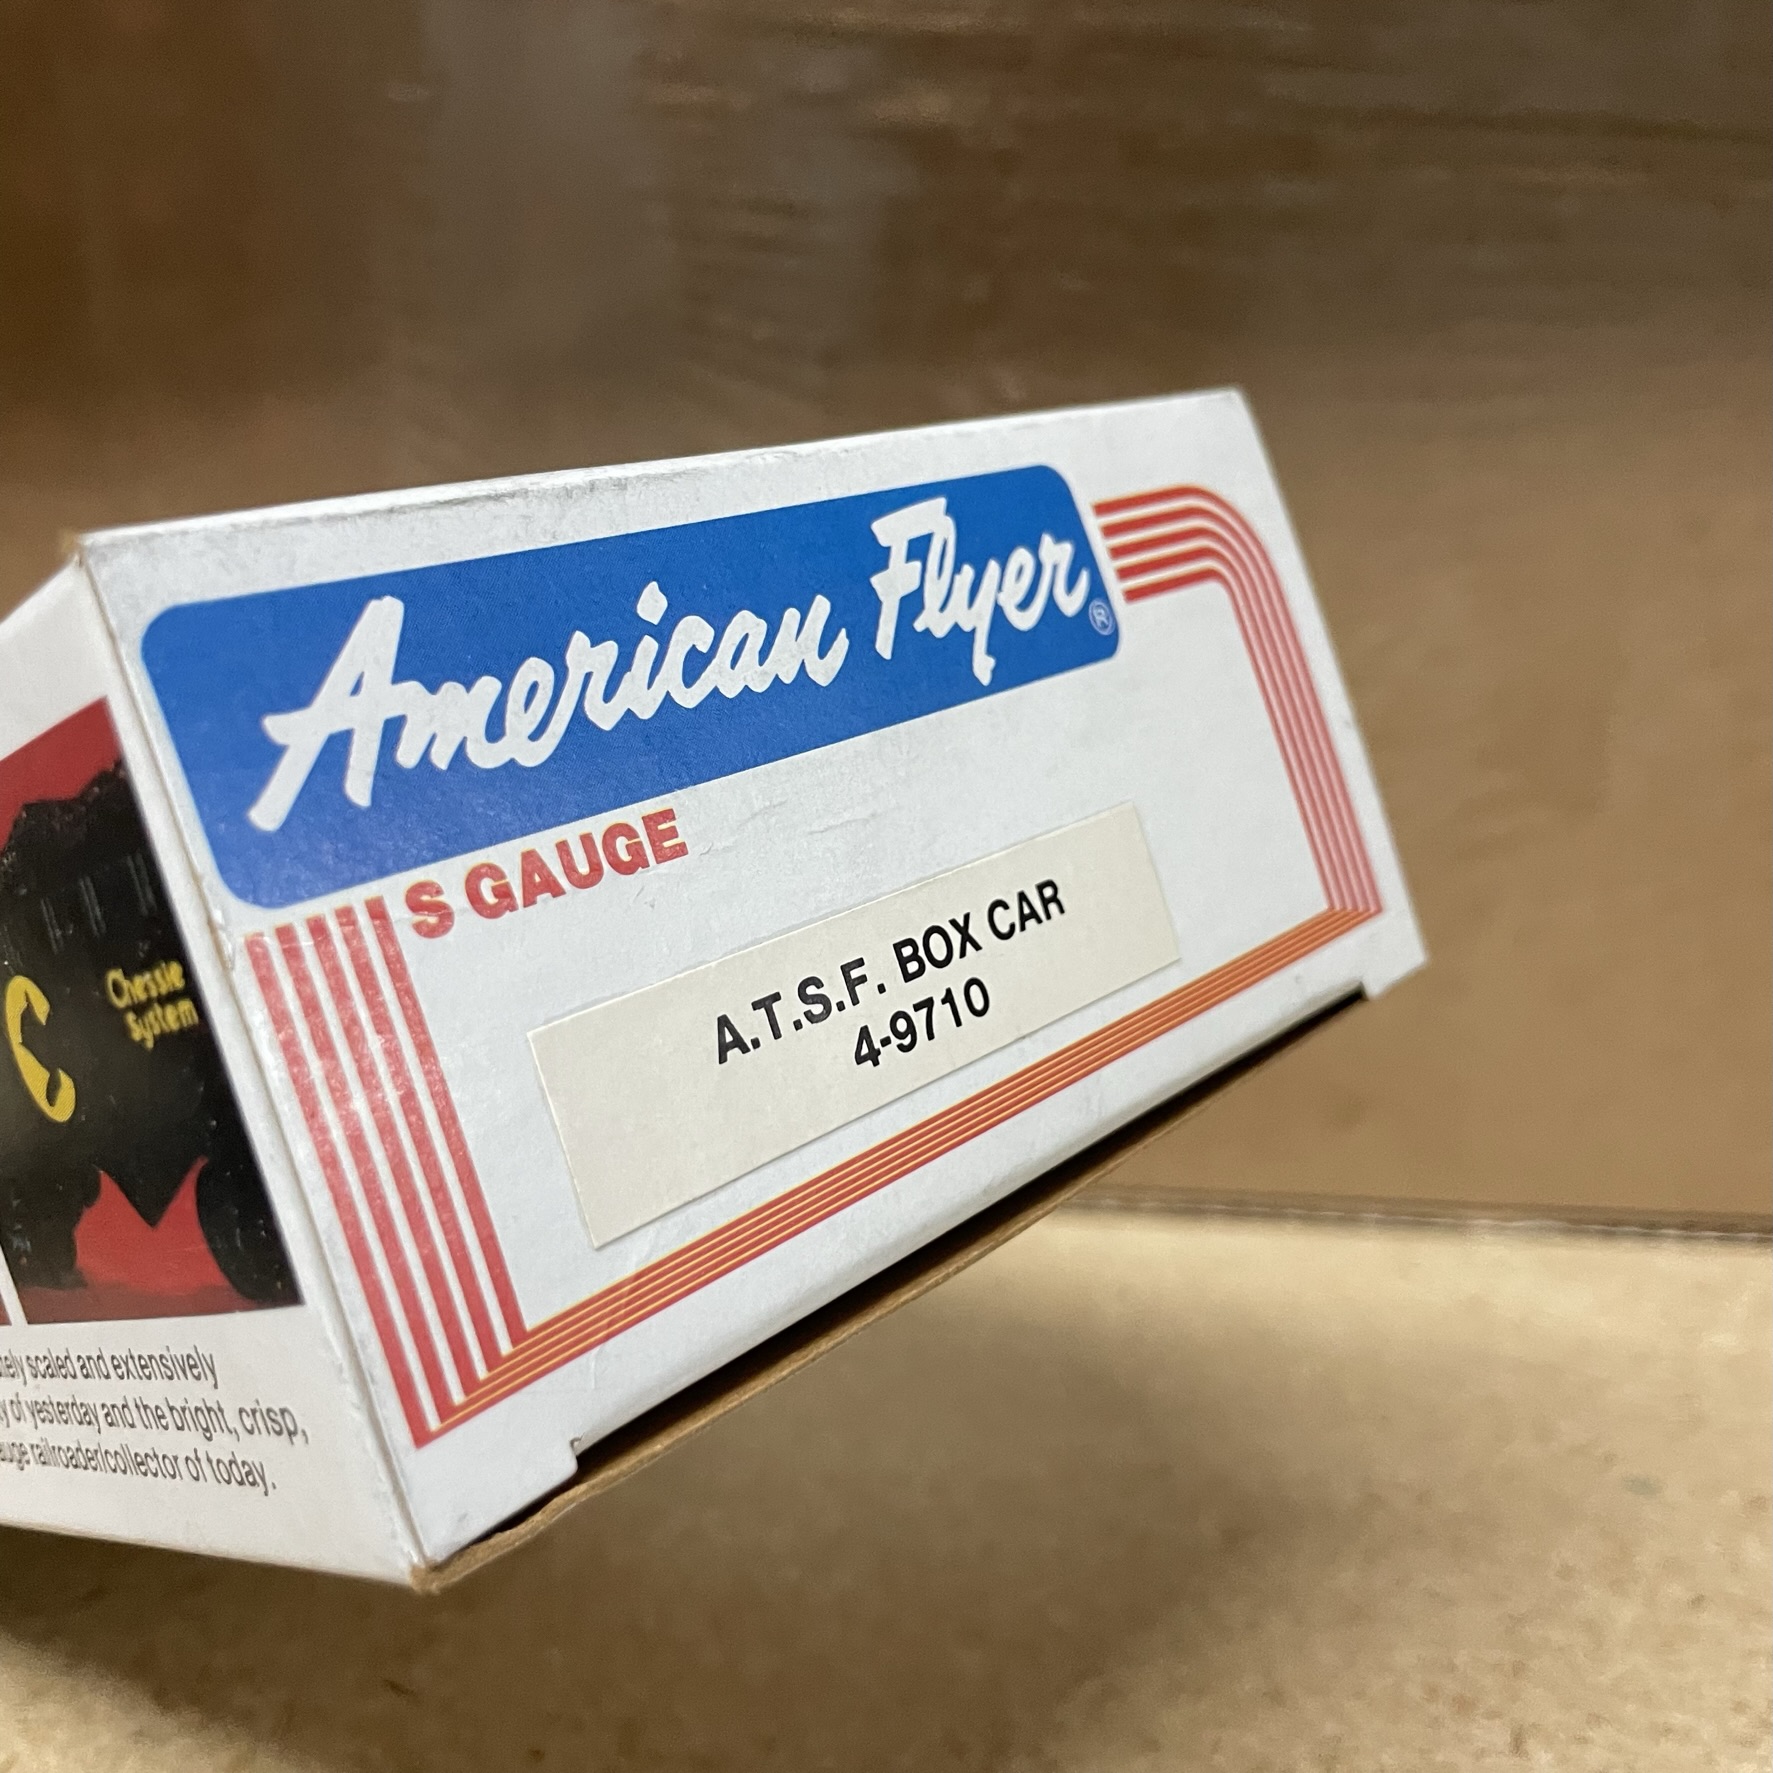 American Flyer®
S GAUGE
A.T.S.F. BOX CAR
4-9710
C
Chessie
System
scaled and extensively
of yesterday and the bright, crisp,
railroader/collector of today.